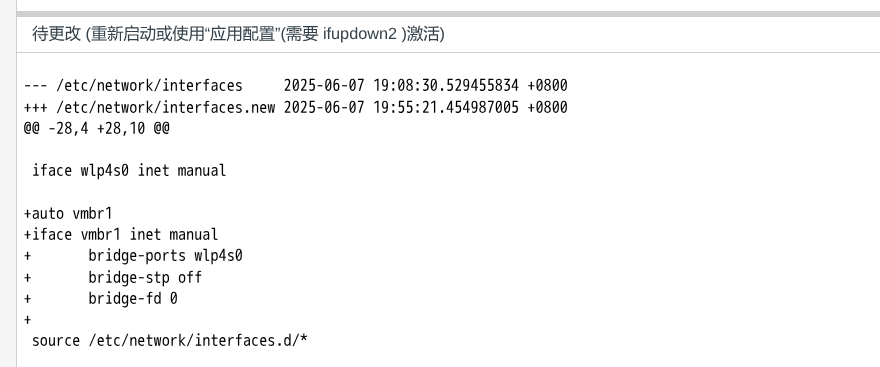 待更改 (重新启动或使用“应用配置”(需要 ifupdown2 )激活)
--- /etc/network/interfaces     2025-06-07 19:08:30.529455834 +0800
+++ /etc/network/interfaces.new 2025-06-07 19:55:21.454987005 +0800
@@ -28,4 +28,10 @@
 iface wlp4s0 inet manual
+auto vmbr1
+iface vmbr1 inet manual
+       bridge-ports wlp4s0
+       bridge-stp off
+       bridge-fd 0
+
 source /etc/network/interfaces.d/*